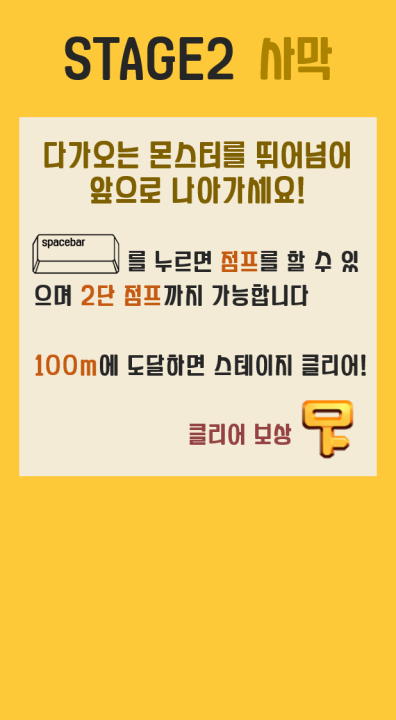 STAGE2 사막
다가오는 몬스터를 뛰어넘어
앞으로 나아가세요!
spacebar 를 누르면 점프를 할 수 있
으며 2단 점프까지 가능합니다
100m에 도달하면 스테이지 클리어!
클리어 보상